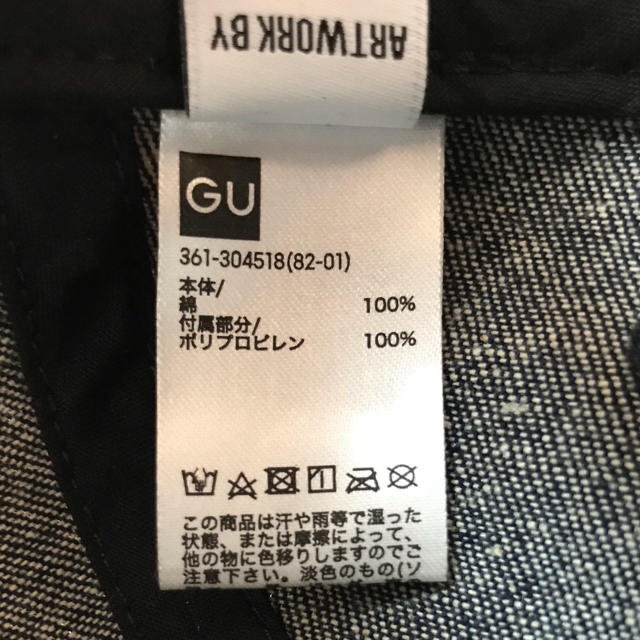 ARTWORK BY
GU
361-304518(82-01)
本体/
綿 100%
付属部分/
ポリプロピレン 100%
この商品は汗や雨等で湿った
状態、または摩擦によって、
他の物に色移りしますのでご
注意下さい。淡色のもの(ソ